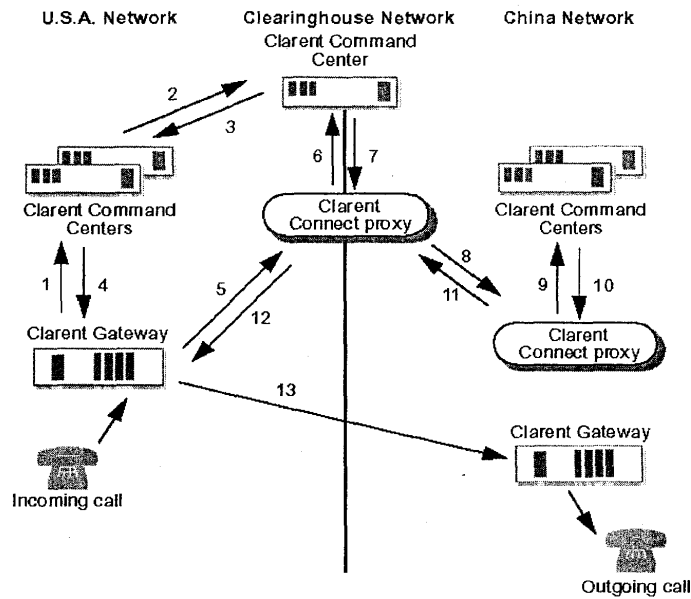 U.S.A. Network
Clearinghouse Network
China Network
Clarent Command
Center
2
3
6
7
Clarent Command
Centers
Clarent Connect proxy
Clarent Command
Centers
1
4
5
12
8
11
9
10
Clarent Gateway
Clarent
Connect proxy
13
Clarent Gateway
Incoming call
Outgoing call